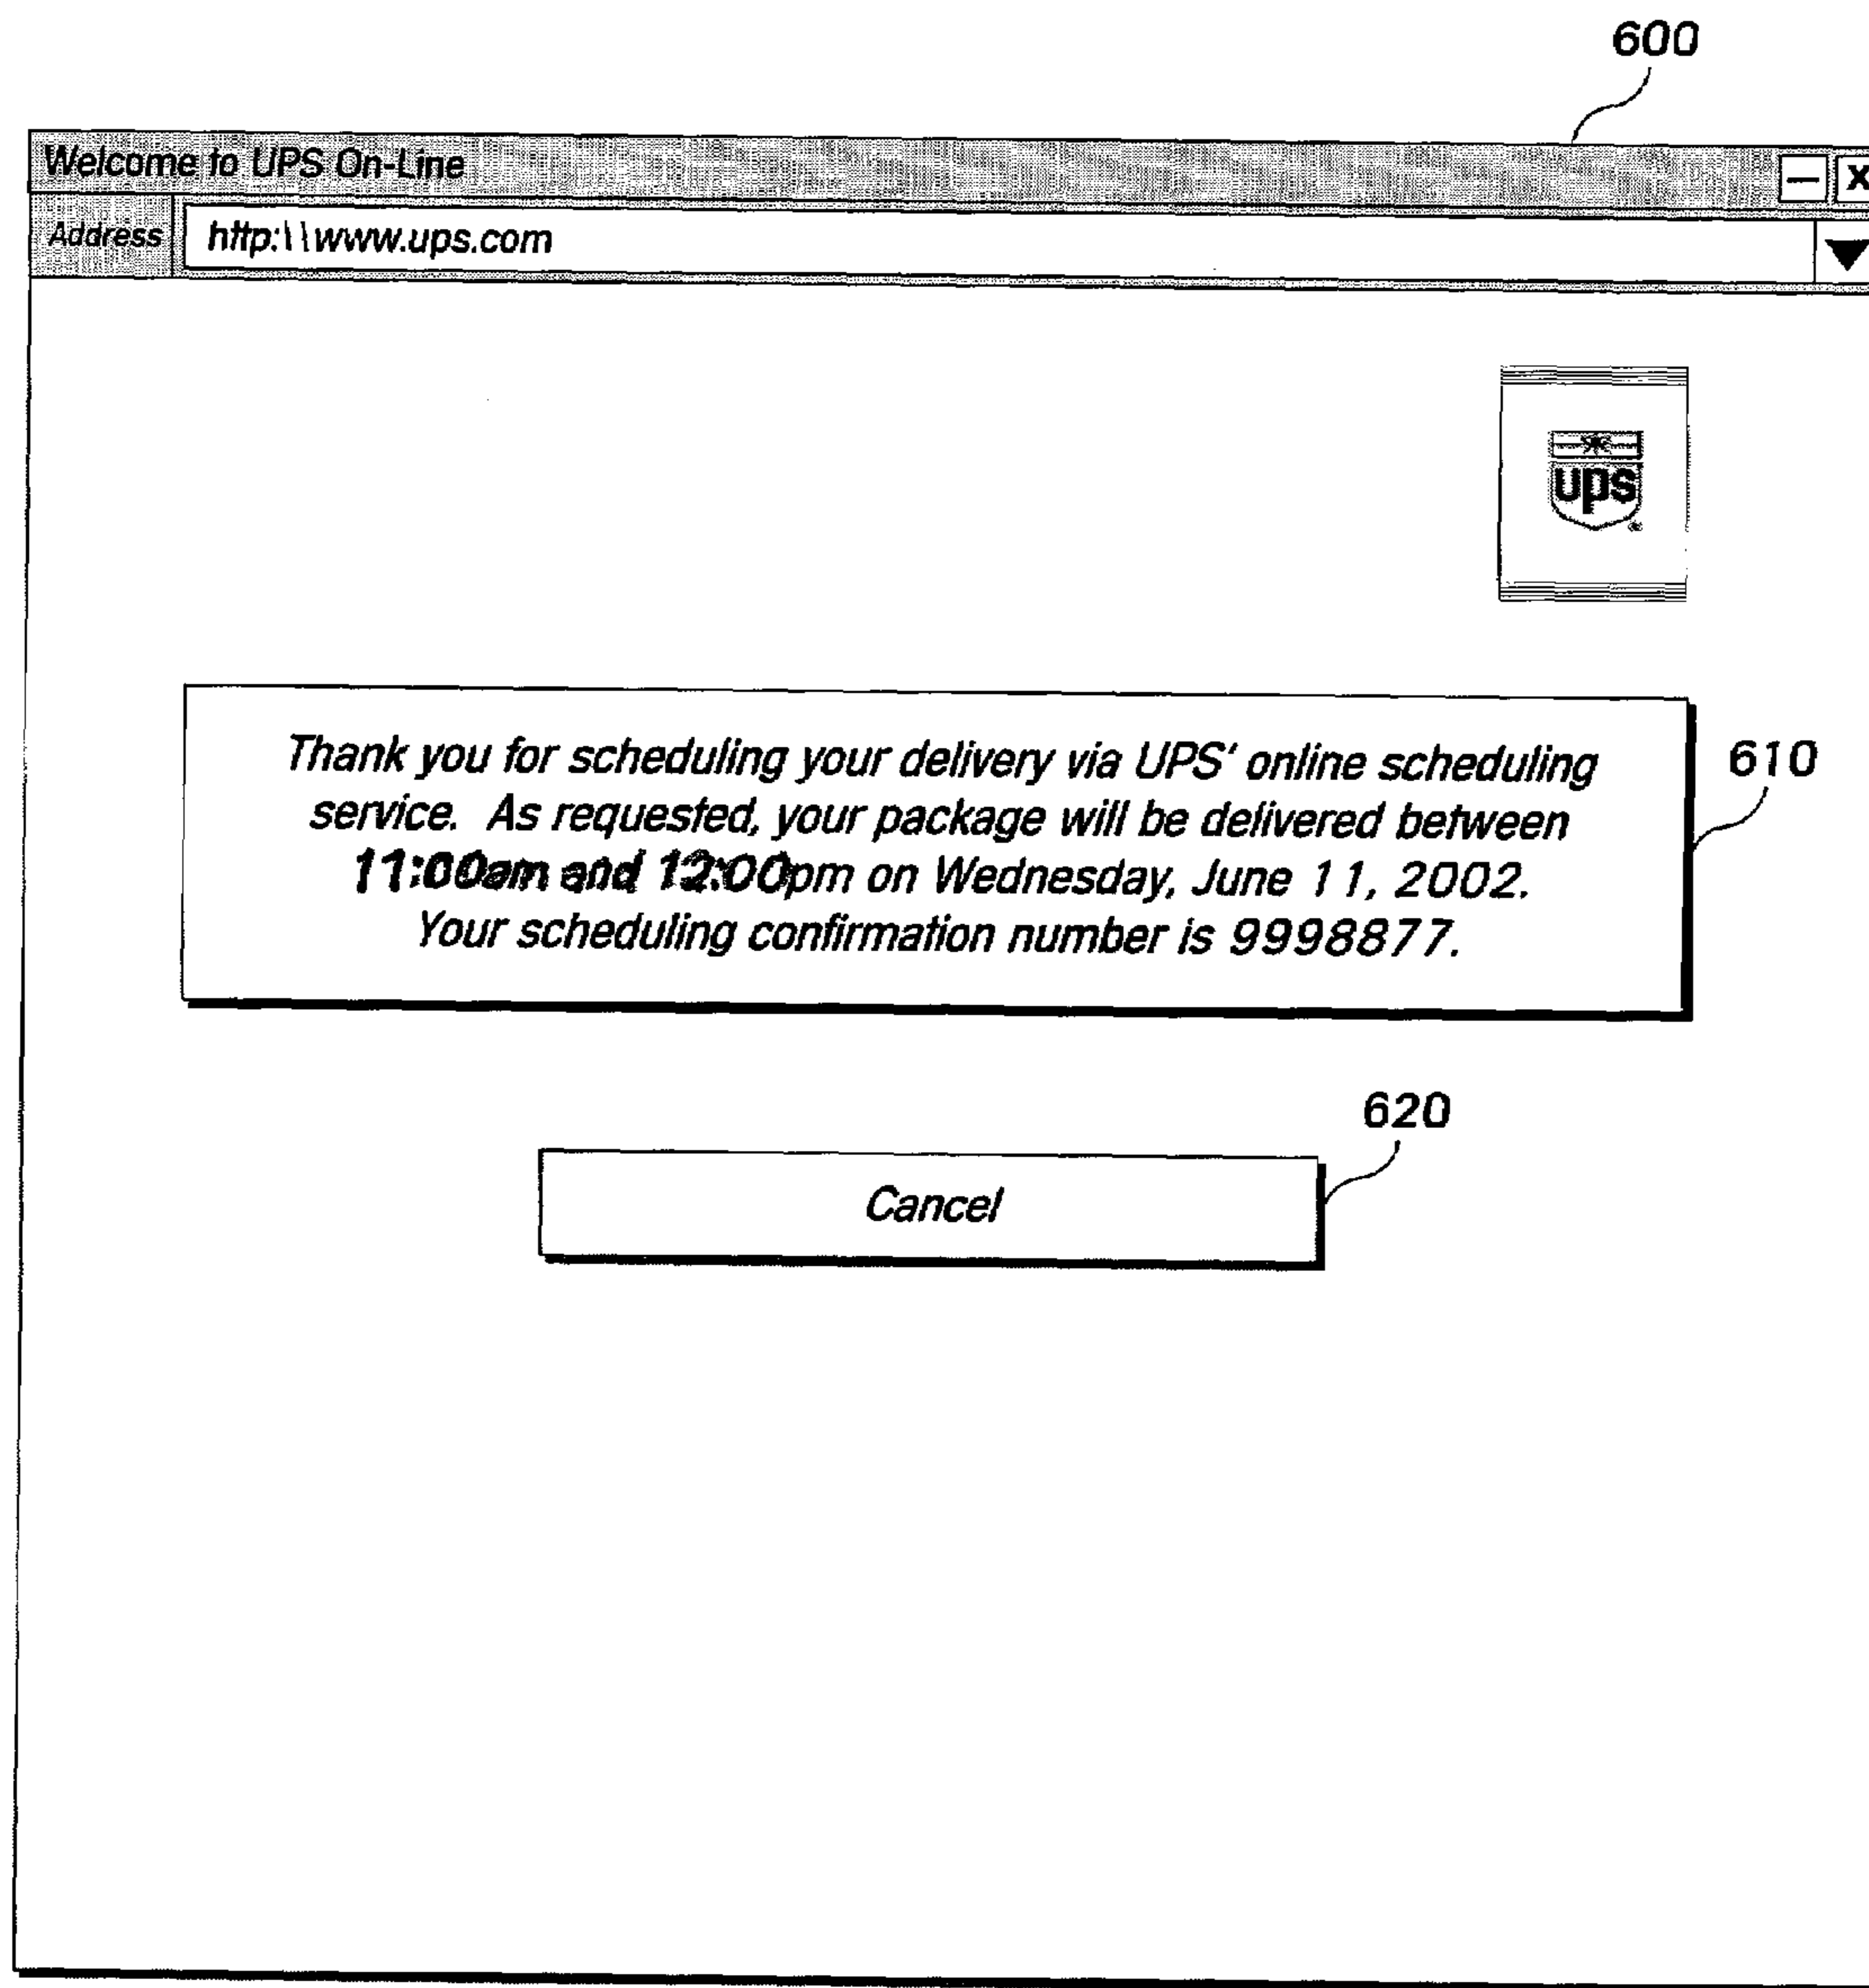 600
Welcome to UPS On-Line
Address http:\\www.ups.com
ups
Thank you for scheduling your delivery via UPS' online scheduling
service. As requested, your package will be delivered between
11:00am and 12:00pm on Wednesday, June 11, 2002.
Your scheduling confirmation number is 9998877.
610
620
Cancel